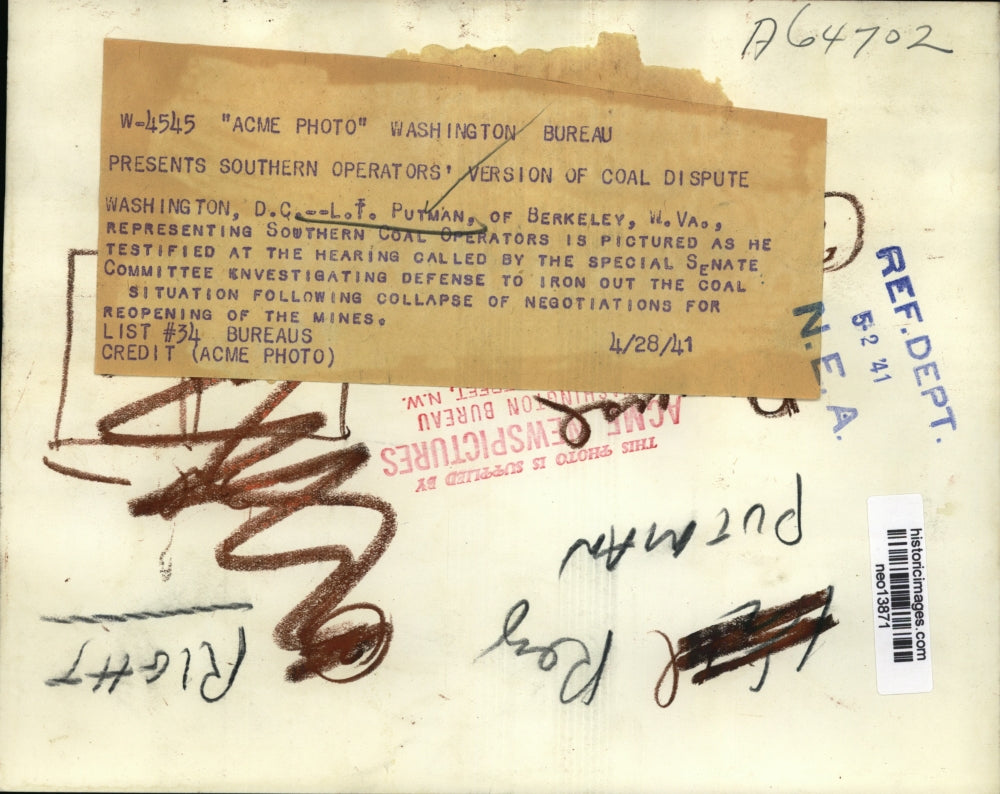 A64702
W-4545 "ACME PHOTO" WASHINGTON BUREAU
PRESENTS SOUTHERN OPERATORS' VERSION OF COAL DISPUTE
WASHINGTON, D.C.--L.T. PUTMAN, OF BERKELEY, W.VA.,
REPRESENTING SOUTHERN COAL OPERATORS IS PICTURED AS HE
TESTIFIED AT THE HEARING CALLED BY THE SPECIAL SENATE
COMMITTEE KNVESTIGATING DEFENSE TO IRON OUT THE COAL
SITUATION FOLLOWING COLLAPSE OF NEGOTIATIONS FOR
REOPENING OF THE MINES.
LIST #34 BUREAUS
CREDIT (ACME PHOTO) 4/28/41
REF. DEPT.
5-2 '41
N. E. A.
THIS PHOTO IS SUPPLIED BY
ACME NEWSPICTURES
WASHINGTON BUREAU
STREET, N.W.
PUTMAN
RIGHT
historicimages.com
neo13871